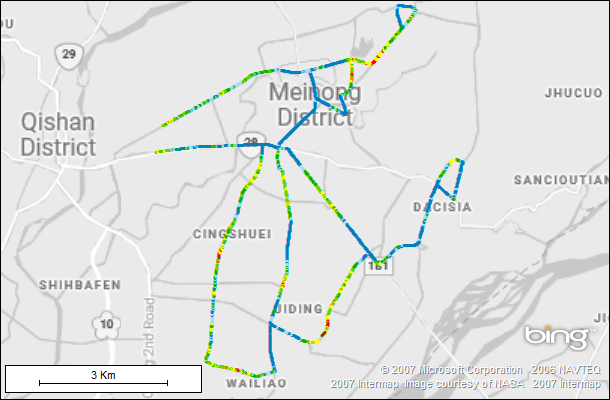 29
Meinong
District
JHUCUO
Qishan
District
28
SANCIOUTIAN
DACISIA
CINGSHUEI
181
SHIHBAFEN
JIDING
10
2nd Road
bing
3 Km
WAILIAO
© 2007 Microsoft Corporation 2006 NAVTEQ
2007 Intermap Image courtesy of NASA 2007 Intermap